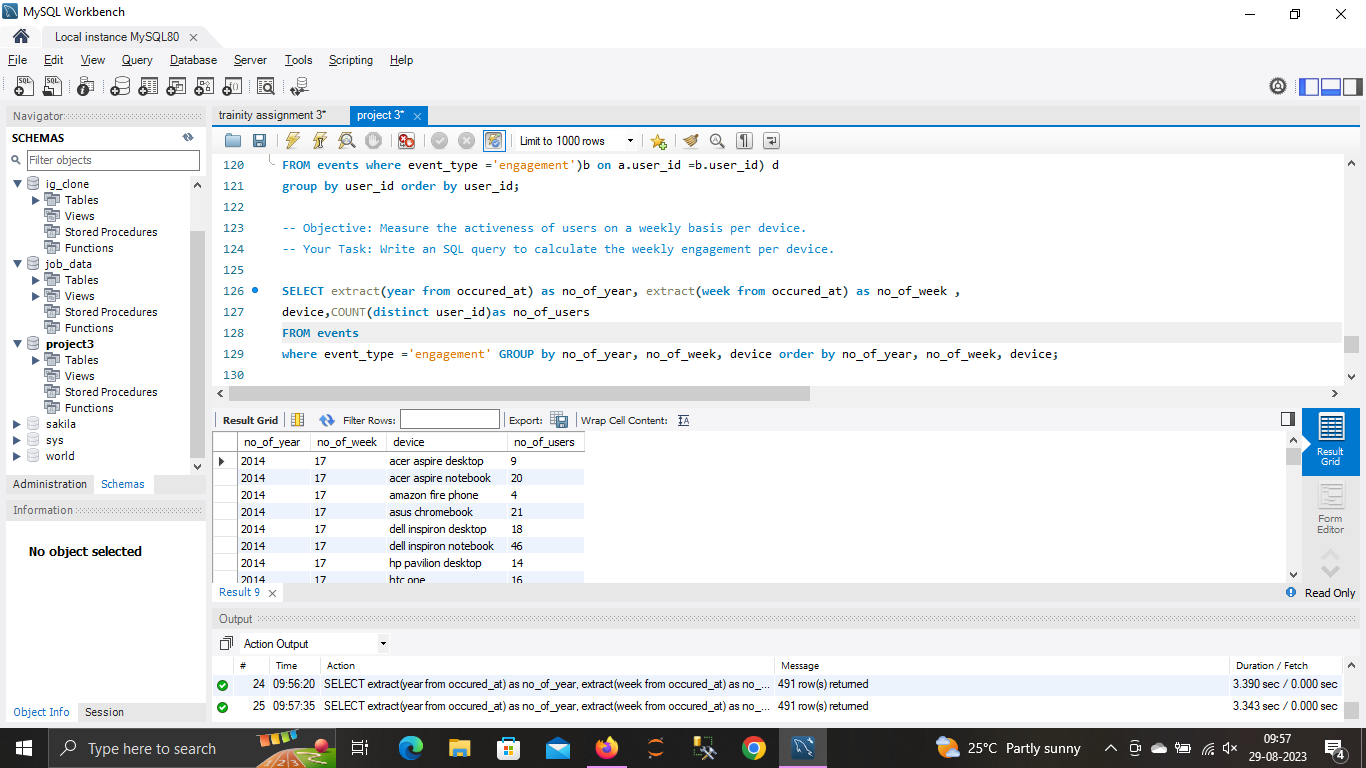 MySQL Workbench
Local instance MySQL80
File Edit View Query Database Server Tools Scripting Help
Navigator
SCHEMAS
Filter objects
ig_clone
Tables
Views
Stored Procedures
Functions
job_data
Tables
Views
Stored Procedures
Functions
project3
Tables
Views
Stored Procedures
Functions
sakila
sys
world
Administration Schemas
Information
No object selected
Object Info Session
trainity assignment 3* project 3*
Limit to 1000 rows
120 FROM events where event_type ='engagement')b on a.user_id =b.user_id) d
121 group by user_id order by user_id;
122
123 -- Objective: Measure the activeness of users on a weekly basis per device.
124 -- Your Task: Write an SQL query to calculate the weekly engagement per device.
125
126 SELECT extract(year from occured_at) as no_of_year, extract(week from occured_at) as no_of_week ,
127 device,COUNT(distinct user_id)as no_of_users
128 FROM events
129 where event_type ='engagement' GROUP by no_of_year, no_of_week, device order by no_of_year, no_of_week, device;
130
Result Grid Filter Rows: Export: Wrap Cell Content:
no_of_year no_of_week device no_of_users
2014 17 acer aspire desktop 9
2014 17 acer aspire notebook 20
2014 17 amazon fire phone 4
2014 17 asus chromebook 21
2014 17 dell inspiron desktop 18
2014 17 dell inspiron notebook 46
2014 17 hp pavilion desktop 14
2014 17 htc one 16
Result
Grid
Form
Editor
Result 9
Read Only
Output
Action Output
# Time Action Message Duration / Fetch
24 09:56:20 SELECT extract(year from occured_at) as no_of_year, extract(week from occured_at) as no_... 491 row(s) returned 3.390 sec / 0.000 sec
25 09:57:35 SELECT extract(year from occured_at) as no_of_year, extract(week from occured_at) as no_... 491 row(s) returned 3.343 sec / 0.000 sec
Type here to search
25°C Partly sunny
09:57
29-08-2023
4